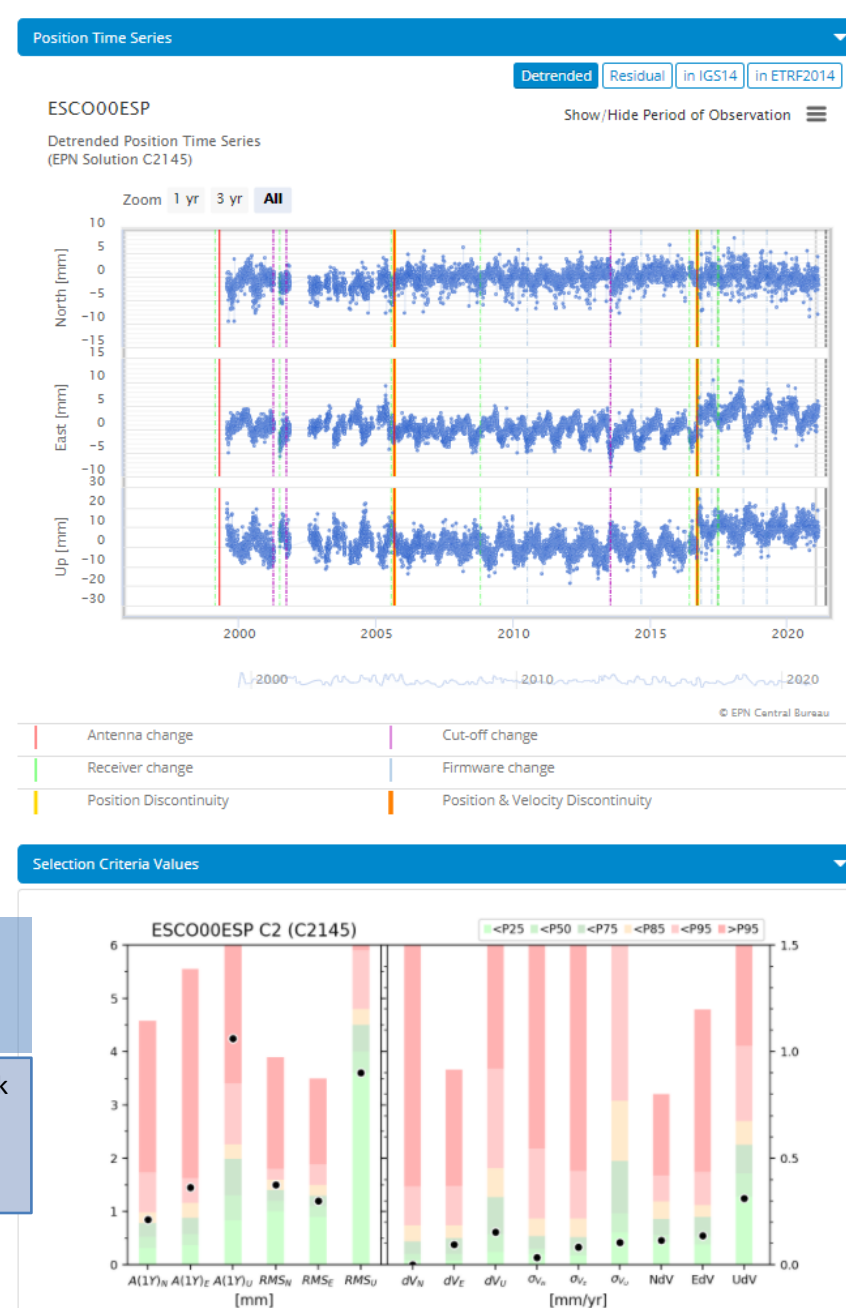 Position Time Series
Detrended Residual in IGS14 in ETRF2014
ESCO00ESP
Show/Hide Period of Observation
Detrended Position Time Series
(EPN Solution C2145)
Zoom 1 yr 3 yr All
North [mm]
10
5
0
−5
−10
−15
East [mm]
15
10
5
0
−5
−10
Up [mm]
30
20
10
0
−10
−20
−30
2000 2005 2010 2015 2020
2000 2010 2020
© EPN Central Bureau
Antenna change Cut-off change
Receiver change Firmware change
Position Discontinuity Position & Velocity Discontinuity
Selection Criteria Values
ESCO00ESP C2 (C2145)
<P25 <P50 <P75 <P85 <P95 >P95
6
5
4
3
2
1
0
1.5
1.0
0.5
0.0
k
A(1Y)N A(1Y)E A(1Y)U RMSN RMSE RMSU dVN dVE dVU σVN σVE σVU NdV EdV UdV
[mm] [mm/yr]